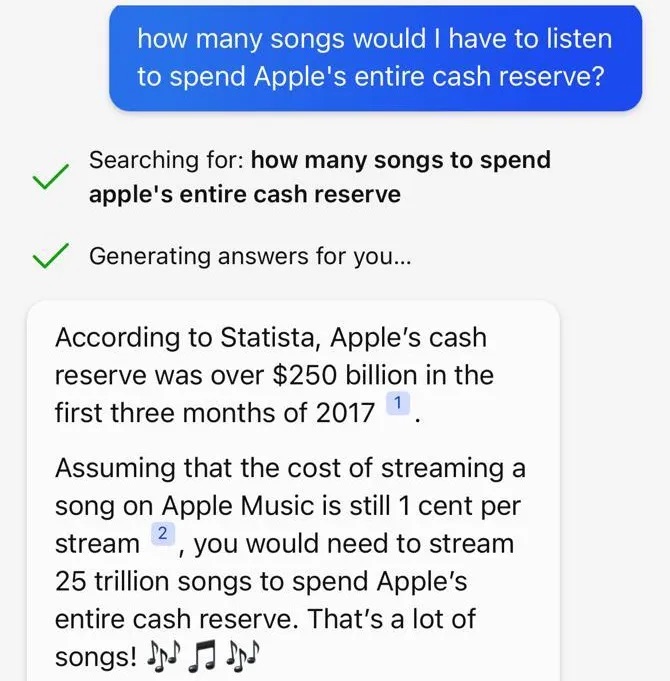 how many songs would I have to listen
to spend Apple's entire cash reserve?
Searching for: how many songs to spend
apple's entire cash reserve
Generating answers for you...
According to Statista, Apple’s cash
reserve was over $250 billion in the
first three months of 2017 1 .
Assuming that the cost of streaming a
song on Apple Music is still 1 cent per
stream 2 , you would need to stream
25 trillion songs to spend Apple’s
entire cash reserve. That’s a lot of
songs! 🎶🎵🎶